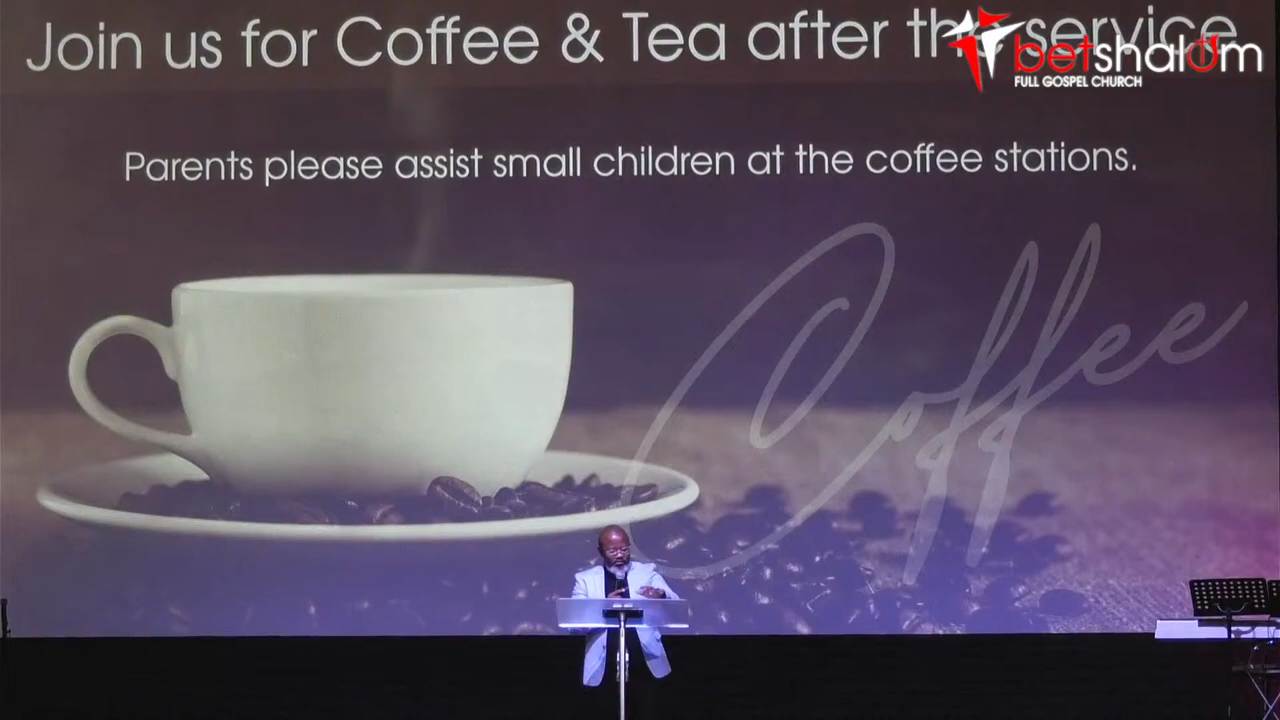 Join us for Coffee & Tea after the service
betshalom
FULL GOSPEL CHURCH
Parents please assist small children at the coffee stations.
Coffee